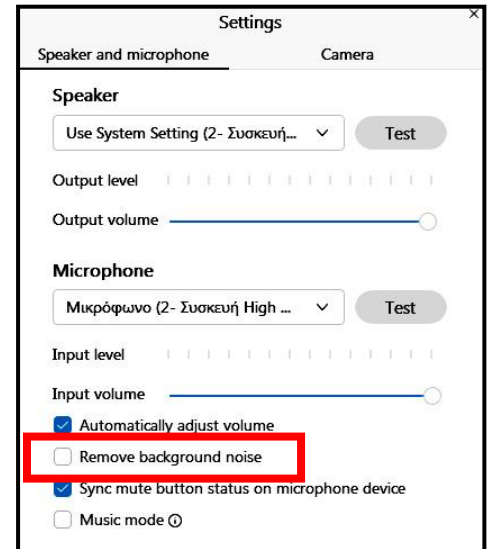 Settings
Speaker and microphone Camera
Speaker
Use System Setting (2- Συσκευή... Test
Output level
Output volume
Microphone
Μικρόφωνο (2- Συσκευή High ... Test
Input level
Input volume
Automatically adjust volume
Remove background noise
Sync mute button status on microphone device
Music mode